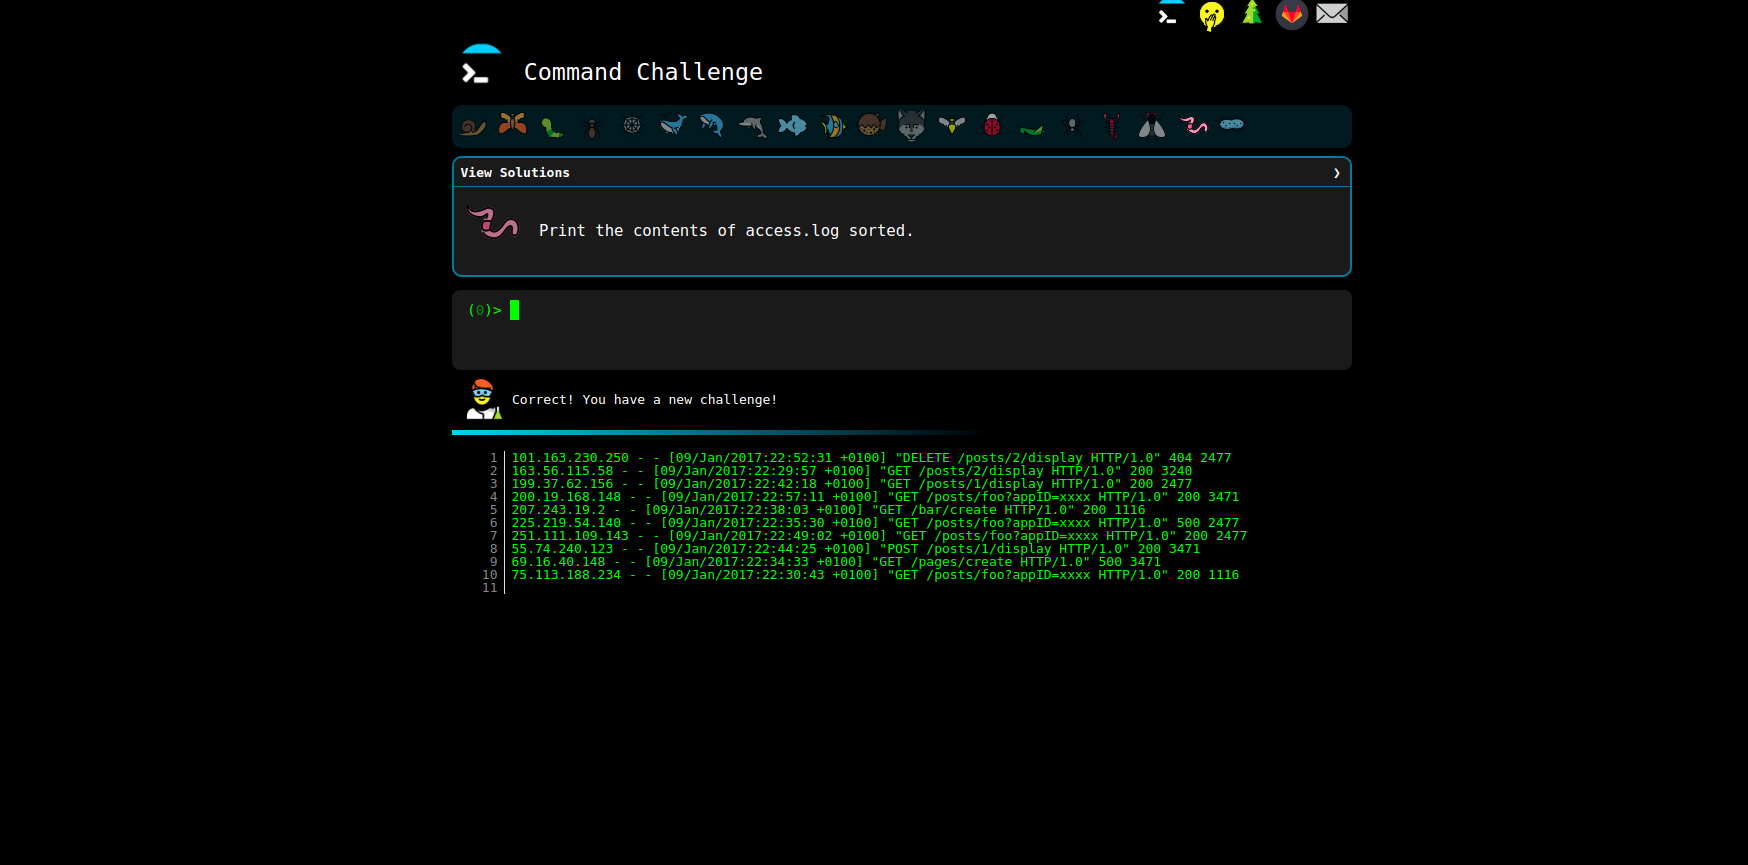 Command Challenge
View Solutions ❯
Print the contents of access.log sorted.
(0)>
Correct! You have a new challenge!
1 101.163.230.250 - - [09/Jan/2017:22:52:31 +0100] "DELETE /posts/2/display HTTP/1.0" 404 2477
2 163.56.115.58 - - [09/Jan/2017:22:29:57 +0100] "GET /posts/2/display HTTP/1.0" 200 3240
3 199.37.62.156 - - [09/Jan/2017:22:42:18 +0100] "GET /posts/1/display HTTP/1.0" 200 2477
4 200.19.168.148 - - [09/Jan/2017:22:57:11 +0100] "GET /posts/foo?appID=xxxx HTTP/1.0" 200 3471
5 207.243.19.2 - - [09/Jan/2017:22:38:03 +0100] "GET /bar/create HTTP/1.0" 200 1116
6 225.219.54.140 - - [09/Jan/2017:22:35:30 +0100] "GET /posts/foo?appID=xxxx HTTP/1.0" 500 2477
7 251.111.109.143 - - [09/Jan/2017:22:49:02 +0100] "GET /posts/foo?appID=xxxx HTTP/1.0" 200 2477
8 55.74.240.123 - - [09/Jan/2017:22:44:25 +0100] "POST /posts/1/display HTTP/1.0" 200 3471
9 69.16.40.148 - - [09/Jan/2017:22:34:33 +0100] "GET /pages/create HTTP/1.0" 500 3471
10 75.113.188.234 - - [09/Jan/2017:22:30:43 +0100] "GET /posts/foo?appID=xxxx HTTP/1.0" 200 1116
11